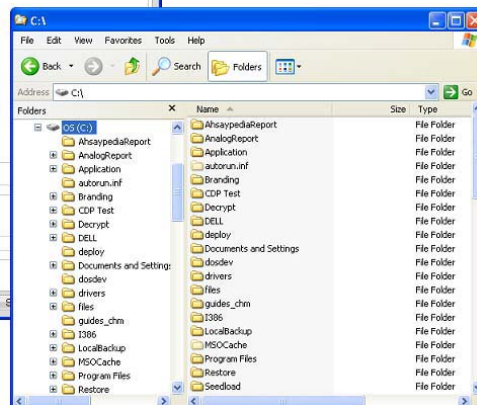 C:\
File Edit View Favorites Tools Help
Back Search Folders
Address C:\ Go
Folders × Name Size Type
OS (C:)
AhsaypediaReport
AnalogReport
Application
autorun.inf
Branding
CDP Test
Decrypt
DELL
deploy
Documents and Setting:
dosdev
drivers
files
guides_chm
I386
LocalBackup
MSOCache
Program Files
Restore
AhsaypediaReport File Folder
AnalogReport File Folder
Application File Folder
autorun.inf File Folder
Branding File Folder
CDP Test File Folder
Decrypt File Folder
DELL File Folder
deploy File Folder
Documents and Settings File Folder
dosdev File Folder
drivers File Folder
files File Folder
guides_chm File Folder
I386 File Folder
LocalBackup File Folder
MSOCache File Folder
Program Files File Folder
Restore File Folder
Seedload File Folder